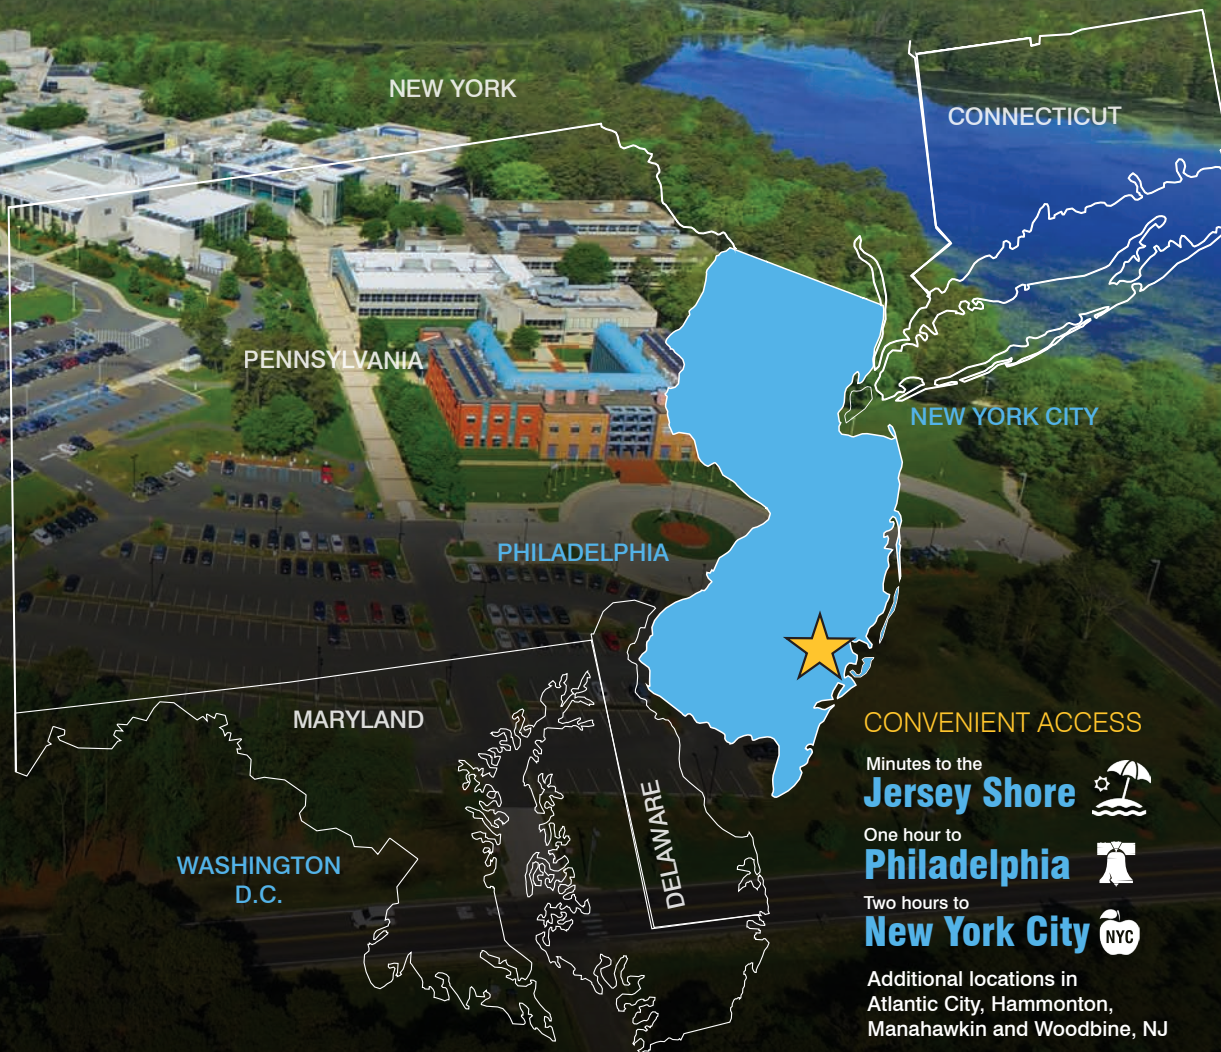 NEW YORK
CONNECTICUT
PENNSYLVANIA
NEW YORK CITY
PHILADELPHIA
MARYLAND
DELAWARE
WASHINGTON
D.C.
CONVENIENT ACCESS
Minutes to the
Jersey Shore
One hour to
Philadelphia
Two hours to
New York City
NYC
Additional locations in
Atlantic City, Hammonton,
Manahawkin and Woodbine, NJ